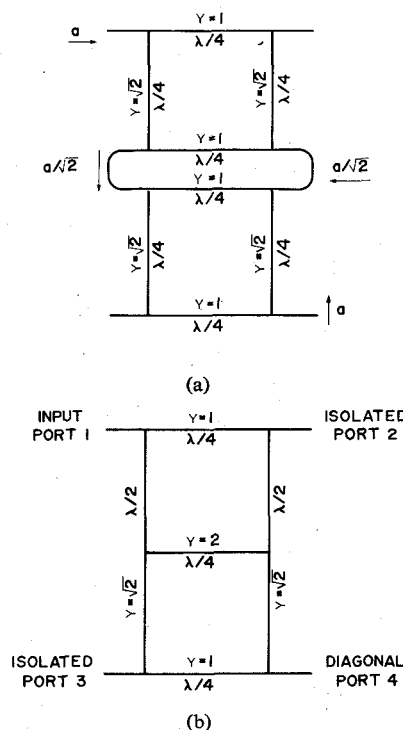 Y=1
a
λ/4
Y=√2
λ/4
Y=√2
λ/4
Y=1
λ/4
a/√2
Y=1
a/√2
λ/4
Y=√2
λ/4
Y=√2
λ/4
Y=1
λ/4
a
(a)
INPUT
PORT 1
Y=1
λ/4
ISOLATED
PORT 2
λ/2
λ/2
Y=2
λ/4
Y=√2
Y=√2
ISOLATED
PORT 3
Y=1
λ/4
DIAGONAL
PORT 4
(b)